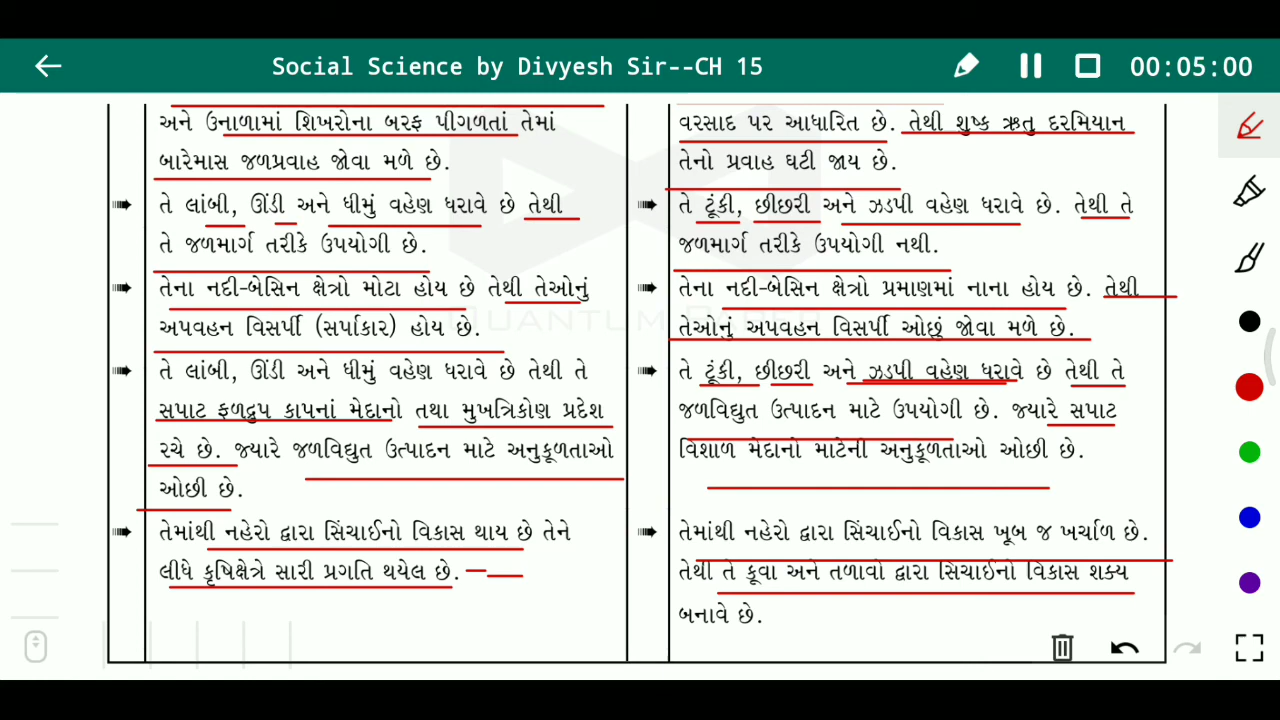 Social Science by Divyesh Sir--CH 15
00:05:00
અને ઉનાળામાં શિખરોના બરફ પીગળતાં તેમાં
બારેમાસ જળપ્રવાહ જોવા મળે છે.
તે લાંબી, ઊંડી અને ધીમું વહેણ ધરાવે છે તેથી
તે જળમાર્ગ તરીકે ઉપયોગી છે.
તેના નદી-બેસિન ક્ષેત્રો મોટા હોય છે તેથી તેઓનું
અપવહન વિસર્પી (સર્પાકાર) હોય છે.
તે લાંબી, ઊંડી અને ધીમું વહેણ ધરાવે છે તેથી તે
સપાટ ફળદ્રુપ કાપનાં મેદાનો તથા મુખત્રિકોણ પ્રદેશ
રચે છે. જ્યારે જળવિદ્યુત ઉત્પાદન માટે અનુકૂળતાઓ
ઓછી છે.
તેમાંથી નહેરો દ્વારા સિંચાઈનો વિકાસ થાય છે તેને
લીધે કૃષિક્ષેત્રે સારી પ્રગતિ થયેલ છે.
વરસાદ પર આધારિત છે. તેથી શુષ્ક ઋતુ દરમિયાન
તેનો પ્રવાહ ઘટી જાય છે.
તે ટૂંકી, છીછરી અને ઝડપી વહેણ ધરાવે છે. તેથી તે
જળમાર્ગ તરીકે ઉપયોગી નથી.
તેના નદી-બેસિન ક્ષેત્રો પ્રમાણમાં નાના હોય છે. તેથી
તેઓનું અપવહન વિસર્પી ઓછું જોવા મળે છે.
તે ટૂંકી, છીછરી અને ઝડપી વહેણ ધરાવે છે તેથી તે
જળવિદ્યુત ઉત્પાદન માટે ઉપયોગી છે. જ્યારે સપાટ
વિશાળ મેદાનો માટેની અનુકૂળતાઓ ઓછી છે.
તેમાંથી નહેરો દ્વારા સિંચાઈનો વિકાસ ખૂબ જ ખર્ચાળ છે.
તેથી તે કૂવા અને તળાવો દ્વારા સિંચાઈનો વિકાસ શક્ય
બનાવે છે.
QUANTUM PAPER